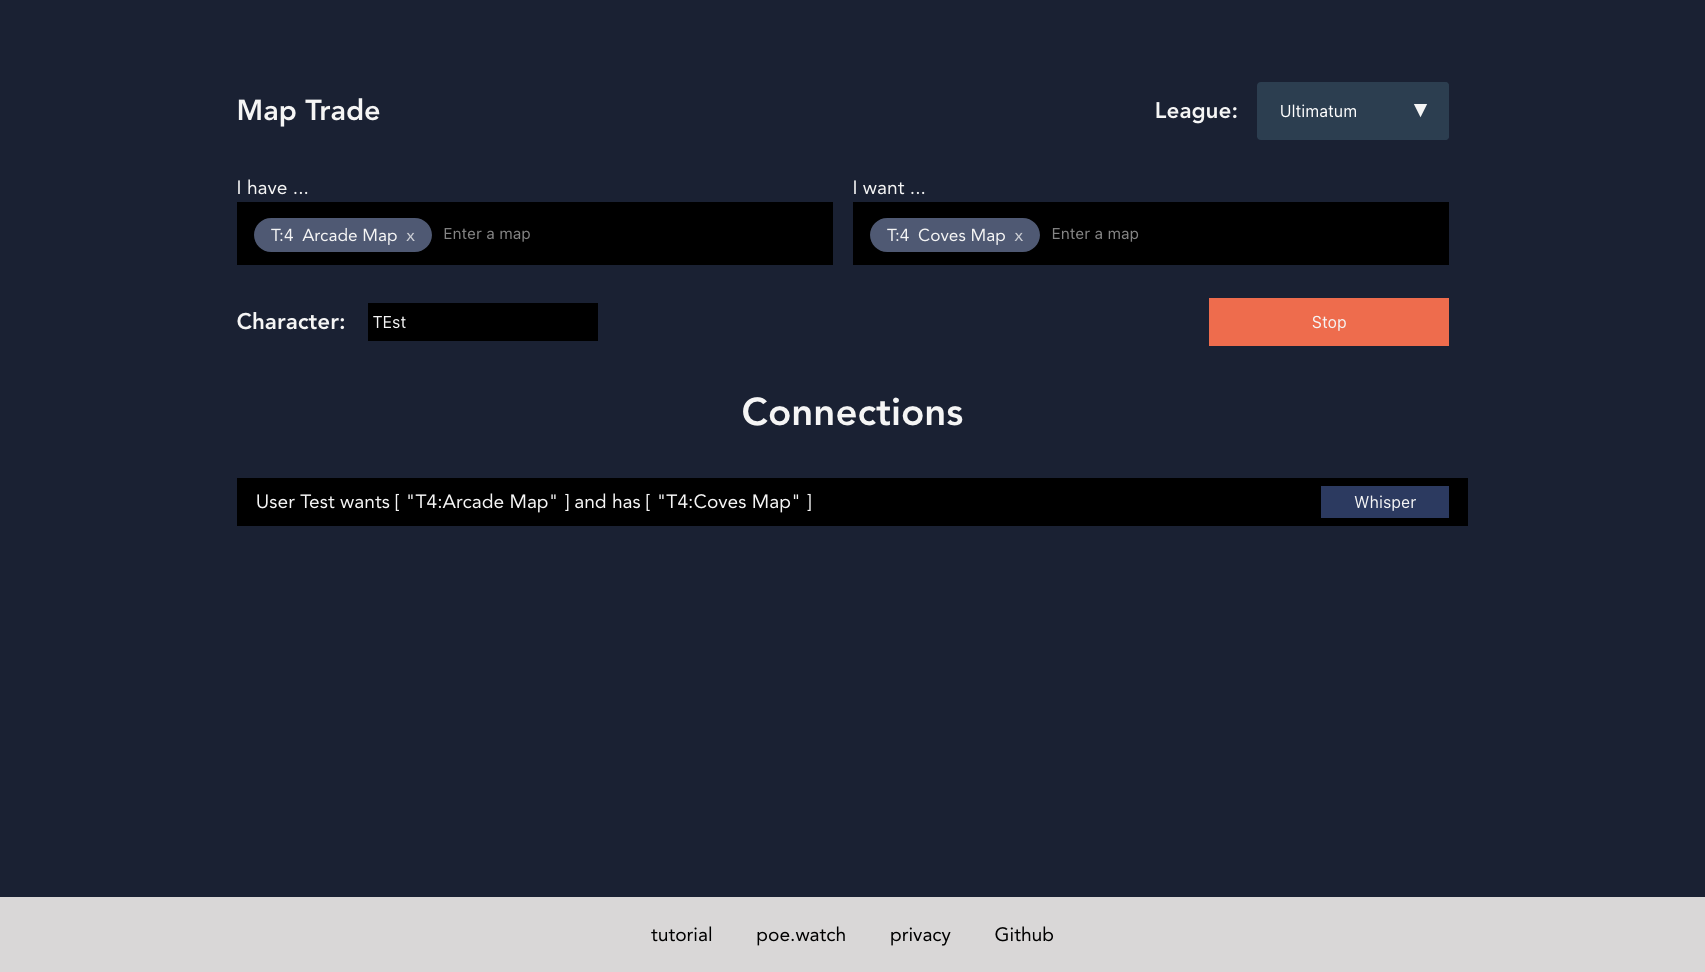 Map Trade
League:
Ultimatum ▼
I have ...
I want ...
T:4 Arcade Map x Enter a map
T:4 Coves Map x Enter a map
Character: TEst
Stop
Connections
User Test wants [ "T4:Arcade Map" ] and has [ "T4:Coves Map" ]
Whisper
tutorial poe.watch privacy Github